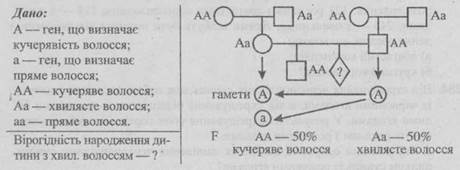 Дано:
А — ген, що визначає
кучерявість волосся;
а — ген, що визначає
пряме волосся;
АА — кучеряве волосся;
Аа — хвилясте волосся;
аа — пряме волосся.
Вірогідність народження ди-
тини з хвил. волоссям — ?
АА Аа АА Аа
Аа АА
АА ?
гамети А А
а
F АА — 50% Аа — 50%
кучеряве волосся хвилясте волосся